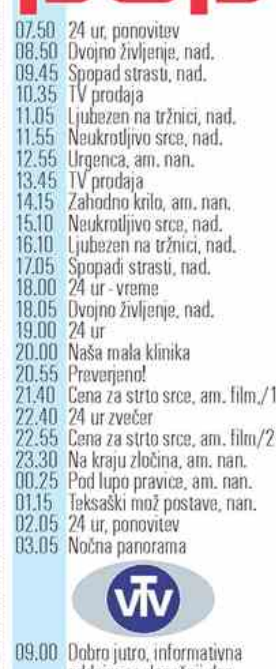 07.50 24 ur, ponovitev
08.50 Dvojno življenje, nad.
09.45 Spopad strasti, nad.
10.35 TV prodaja
11.05 Ljubezen na tržnici, nad.
11.55 Neukrotljivo srce, nad.
12.55 Urgenca, am. nan.
13.45 TV prodaja
14.15 Zahodno krilo, am. nan.
15.10 Neukrotljivo srce, nad.
16.10 Ljubezen na tržnici, nad.
17.05 Spopadi strasti, nad.
18.00 24 ur - vreme
18.05 Dvojno življenje, nad.
19.00 24 ur
20.00 Naša mala klinika
20.55 Preverjeno!
21.40 Cena za strto srce, am. film,/1
22.40 24 ur zvečer
22.55 Cena za strto srce, am. film/2
23.30 Na kraju zločina, am. nan.
00.25 Pod lupo pravice, am. nan.
01.15 Teksaški mož postave, nan.
02.05 24 ur, ponovitev
03.05 Nočna panorama
VTV
09.00 Dobro jutro, informativna